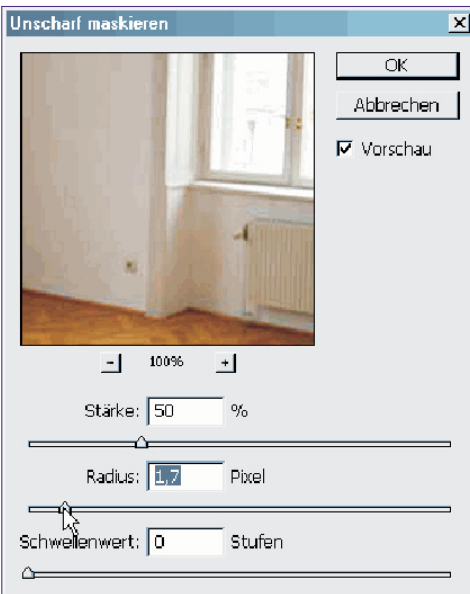 Unscharf maskieren
OK
Abbrechen
Vorschau
- 100% +
Stärke: 50 %
Radius: 1,7 Pixel
Schwellenwert: 0 Stufen